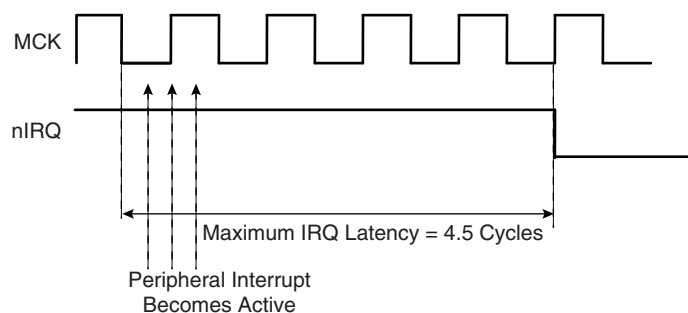 MCK
nIRQ
Maximum IRQ Latency = 4.5 Cycles
Peripheral Interrupt
Becomes Active